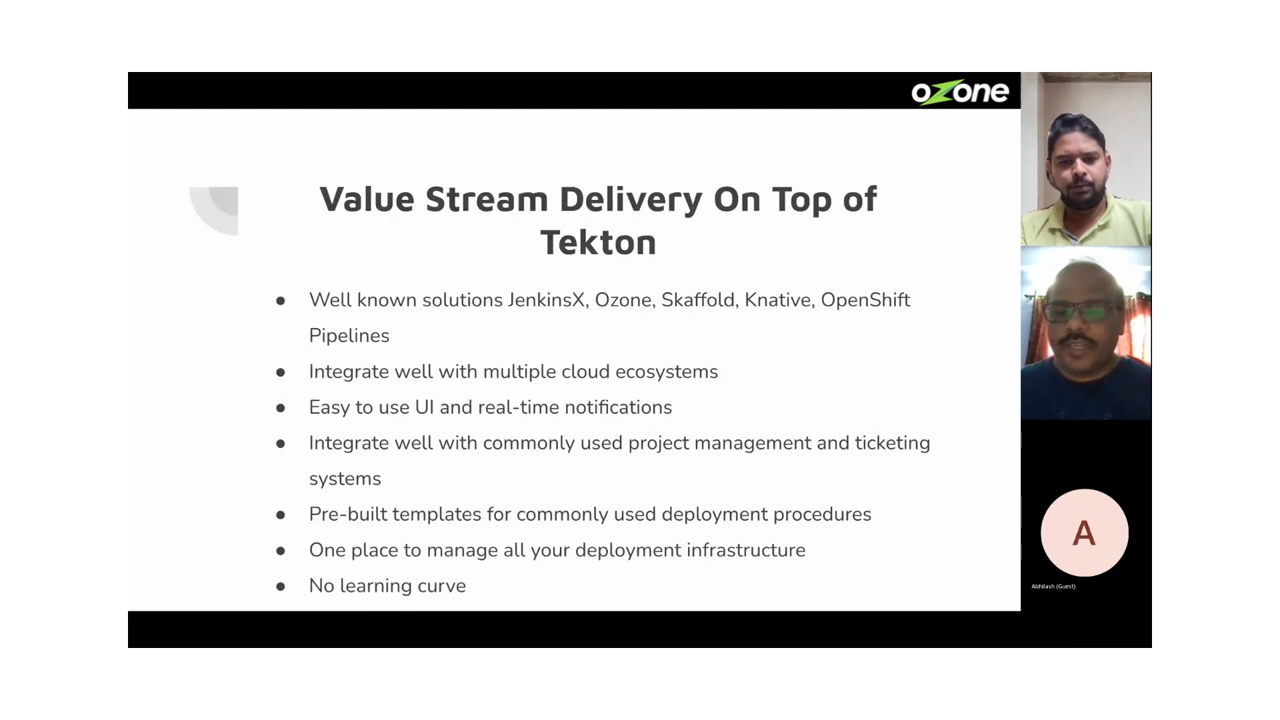 ozone
Value Stream Delivery On Top of
Tekton
● Well known solutions JenkinsX, Ozone, Skaffold, Knative, OpenShift
Pipelines
● Integrate well with multiple cloud ecosystems
● Easy to use UI and real-time notifications
● Integrate well with commonly used project management and ticketing
systems
● Pre-built templates for commonly used deployment procedures
● One place to manage all your deployment infrastructure
● No learning curve
A
Abhilash (Guest)